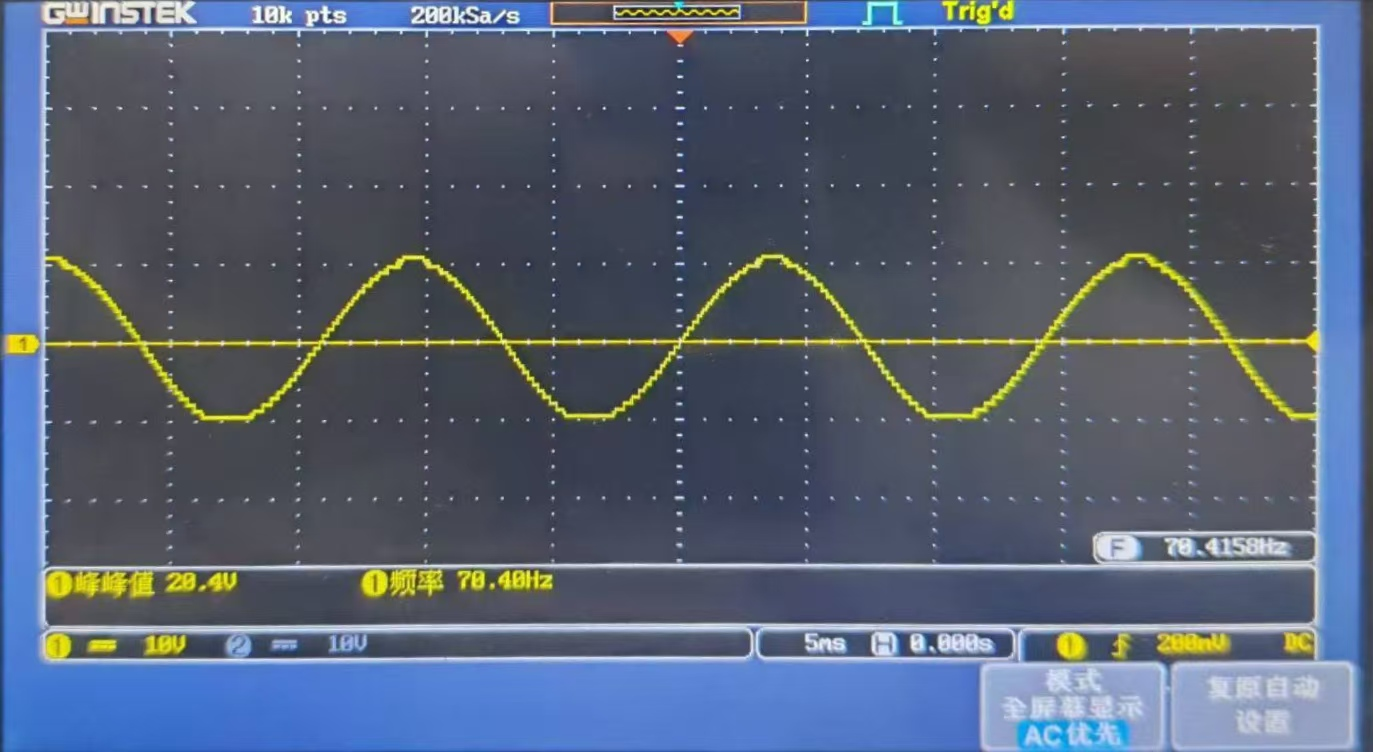 GWINSTEK 10k pts 200kSa/s Trig'd
1
F 70.4158Hz
1峰峰值 20.4V 1频率 70.40Hz
1 10V 2 10V 5ms H 0.000s 1 200mV DC
模式 复原自动
全屏幕显示 设置
AC优先